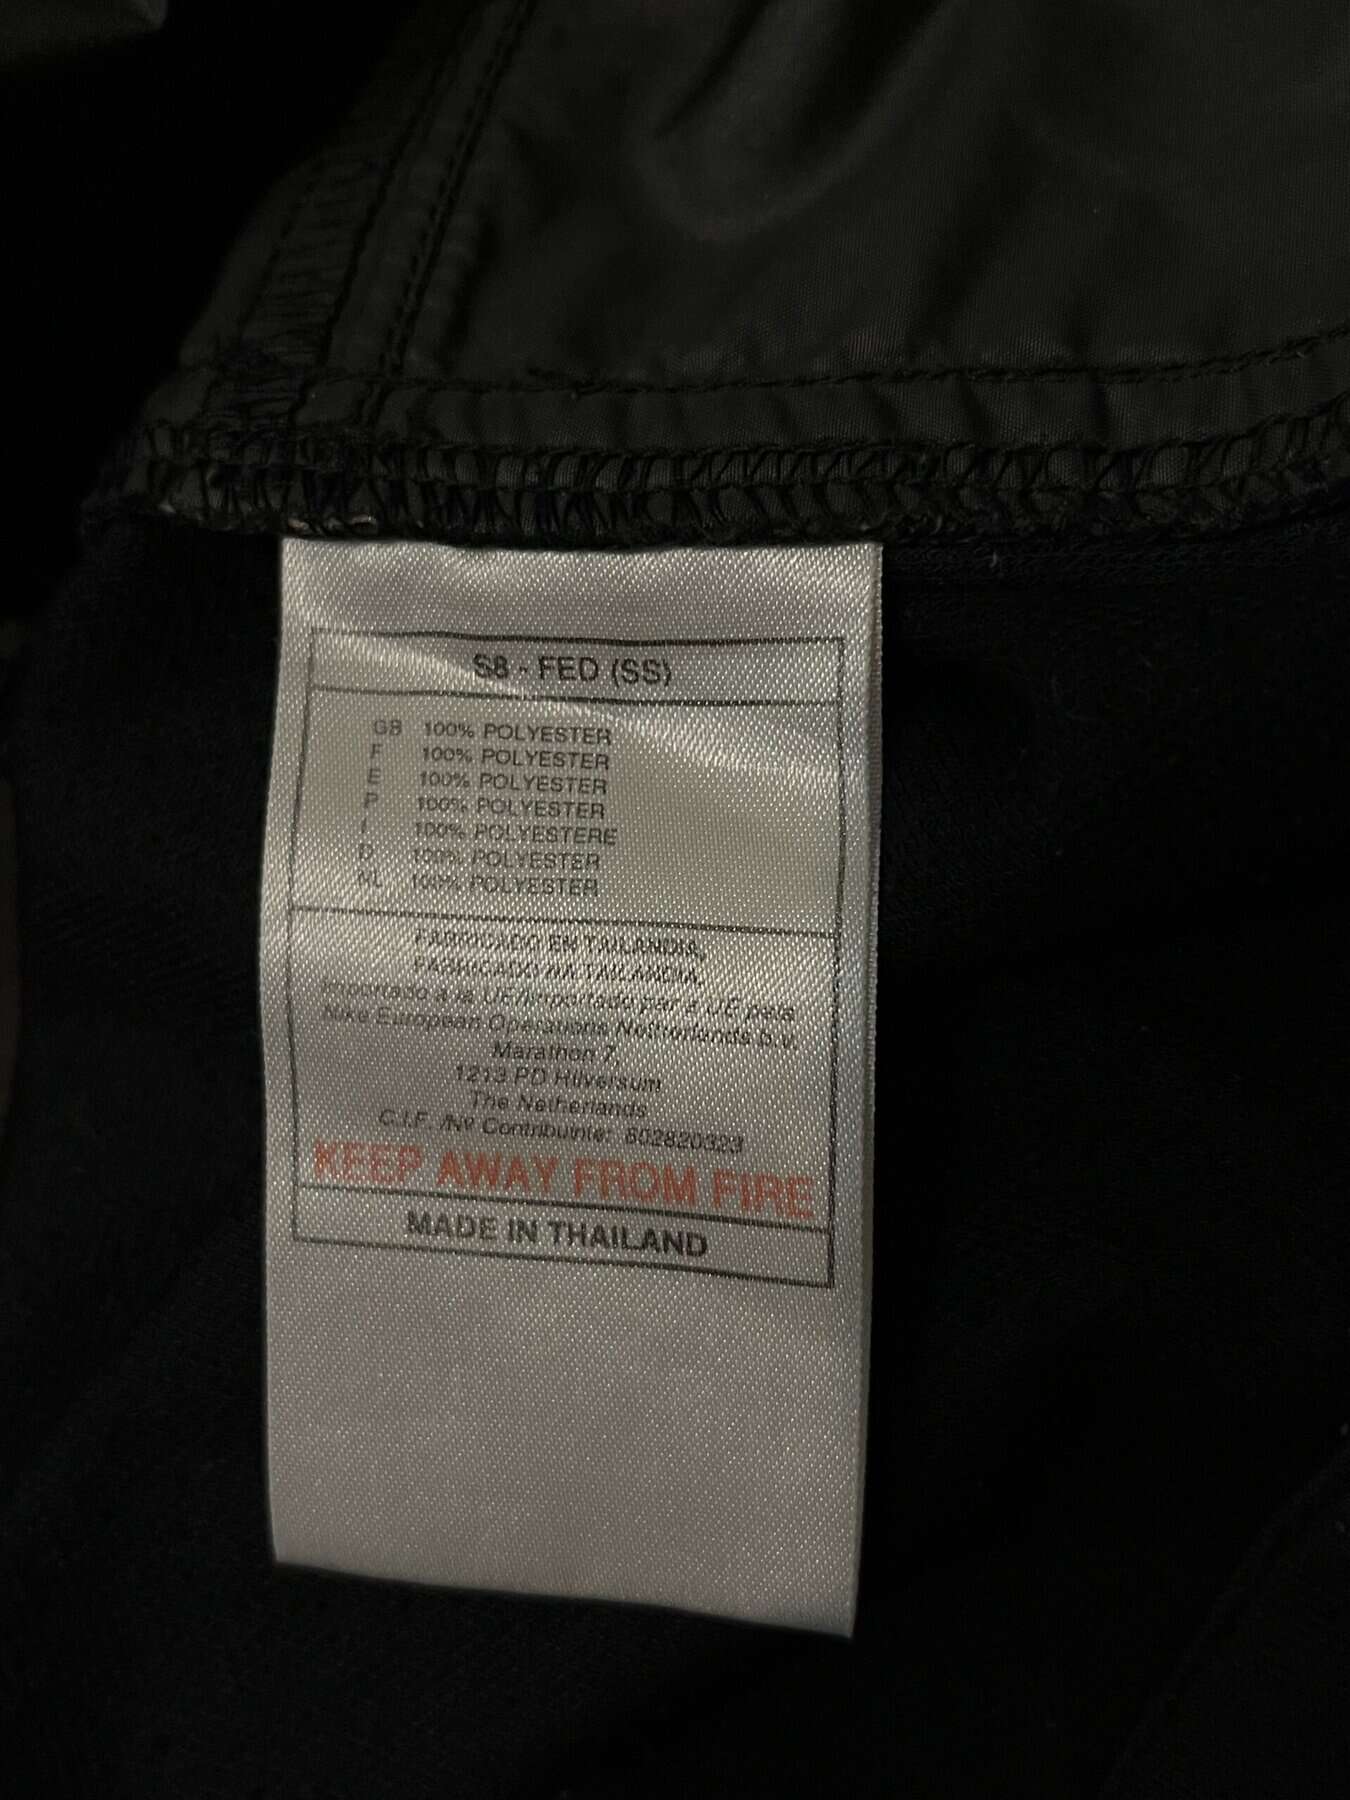 S8 - FED (SS)
GB 100% POLYESTER
F 100% POLYESTER
E 100% POLYESTER
P 100% POLYESTER
I 100% POLYESTERE
D 100% POLYESTER
NL 100% POLYESTER
FABRICADO EN TAILANDIA,
FABRICADO NA TAILANDIA,
Importado a la UE/Importado par a UE pela
Nike European Operations Netherlands b.v.
Marathon 7,
1213 PD Hilversum
The Netherlands
C.I.F. /Nº Contribuinte: 802820323
KEEP AWAY FROM FIRE
MADE IN THAILAND